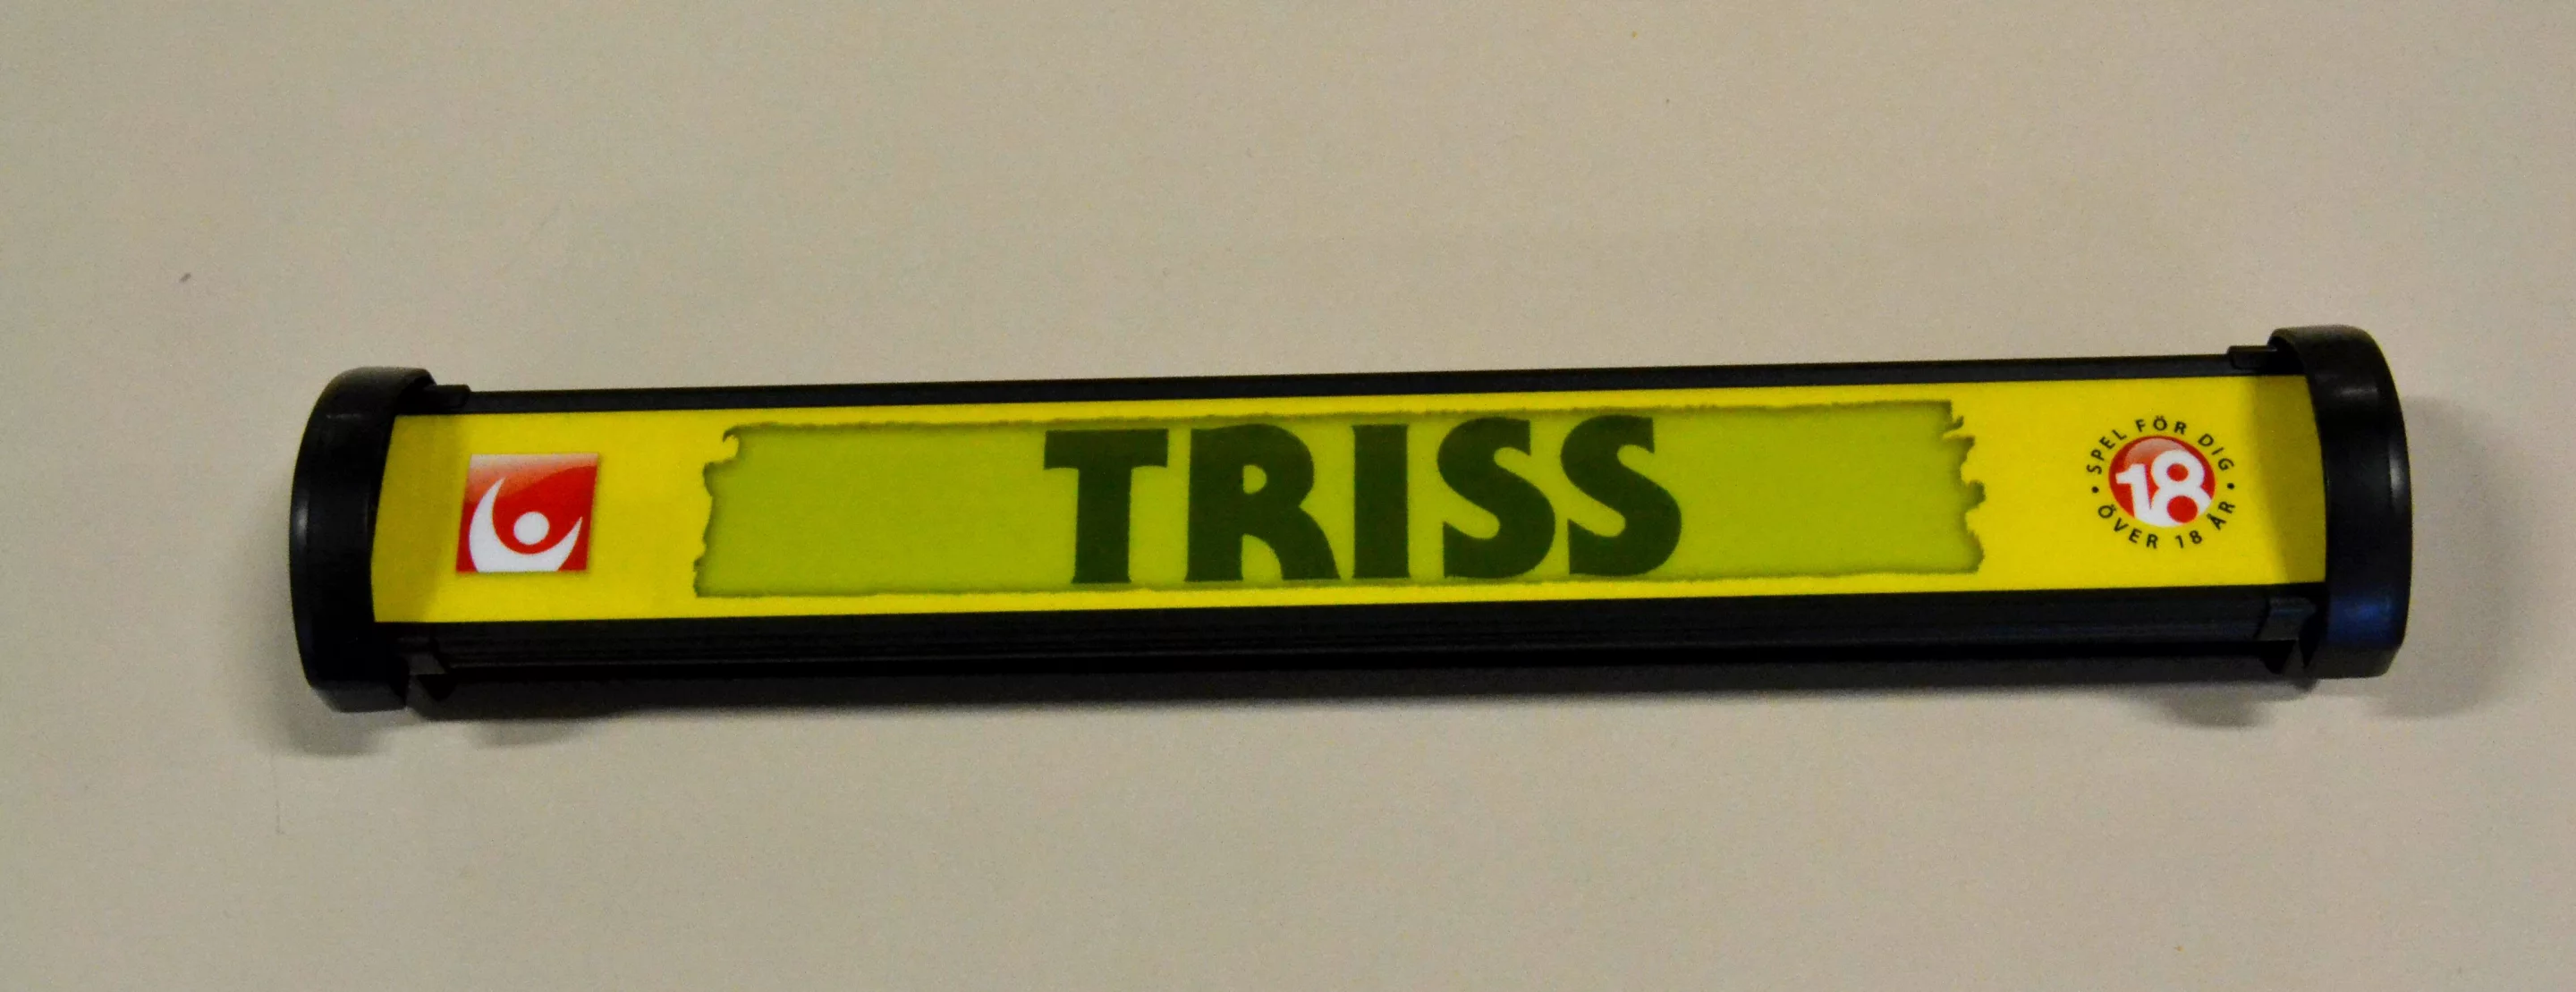 TRISS
SPEL FÖR DIG
18
ÖVER 18 ÅR